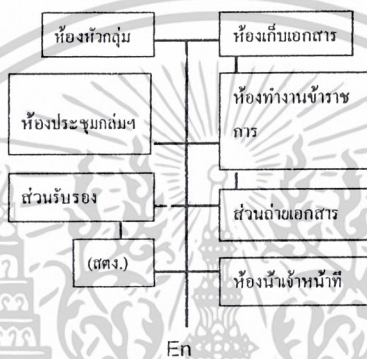 ห้องหัวกลุ่ม
ห้องเก็บเอกสาร
ห้องประชุมกลุ่มฯ
ห้องทำงานข้าราช
การ
ส่วนรับรอง
ส่วนถ่ายเอกสาร
(สตง.)
ห้องน้ำเจ้าหน้าที่
En